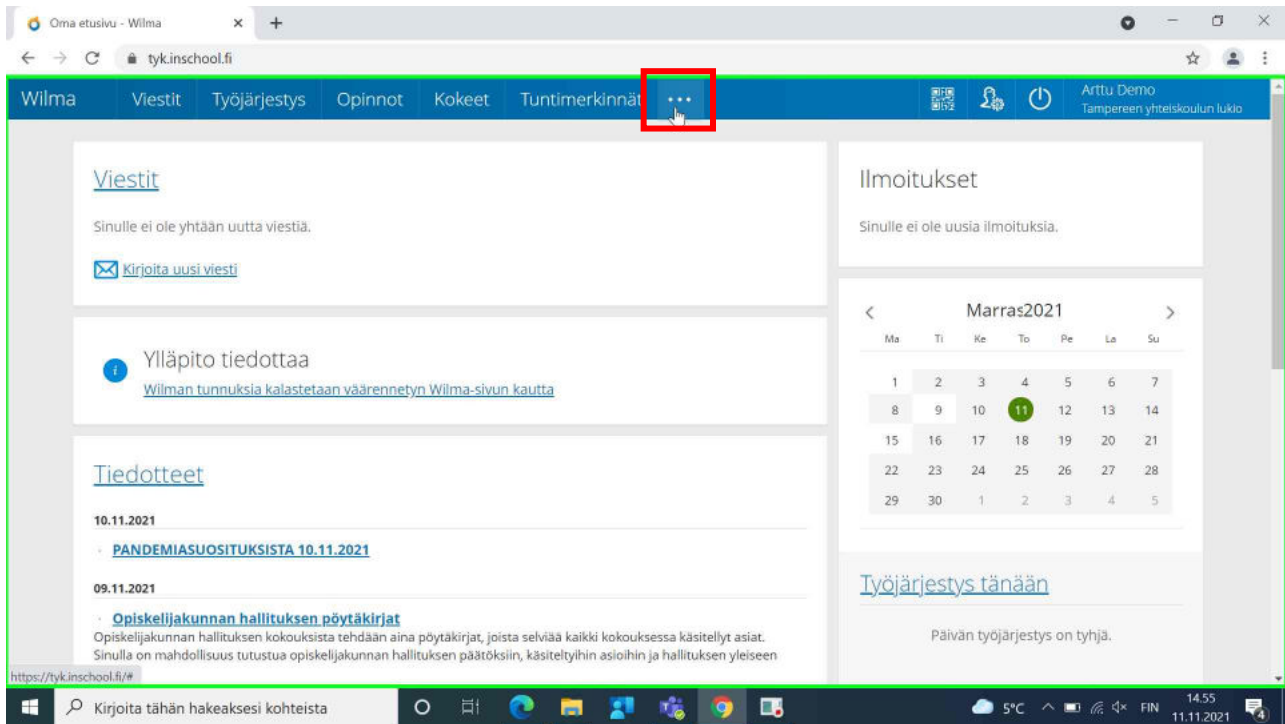 Oma etusivu - Wilma
tyk.inschool.fi
Wilma Viestit Työjärjestys Opinnot Kokeet Tuntimerkinnät ••• Arttu Demo
Tampereen yhteiskoulun lukio
Viestit
Sinulle ei ole yhtään uutta viestiä.
Kirjoita uusi viesti
Ylläpito tiedottaa
Wilman tunnuksia kalastetaan väärennetyn Wilma-sivun kautta
Tiedotteet
10.11.2021
PANDEMIASUOSITUKSISTA 10.11.2021
09.11.2021
Opiskelijakunnan hallituksen pöytäkirjat
Opiskelijakunnan hallituksen kokouksista tehdään aina pöytäkirjat, joista selviää kaikki kokouksessa käsitellyt asiat.
Sinulla on mahdollisuus tutustua opiskelijakunnan hallituksen päätöksiin, käsiteltyihin asioihin ja hallituksen yleiseen
Ilmoitukset
Sinulle ei ole uusia ilmoituksia.
Marras2021
Ma Ti Ke To Pe La Su
1 2 3 4 5 6 7
8 9 10 11 12 13 14
15 16 17 18 19 20 21
22 23 24 25 26 27 28
29 30 1 2 3 4 5
Työjärjestys tänään
Päivän työjärjestys on tyhjä.
https://tyk.inschool.fi/#
Kirjoita tähän hakeaksesi kohteista
5°C FIN 14.55
11.11.2021
4